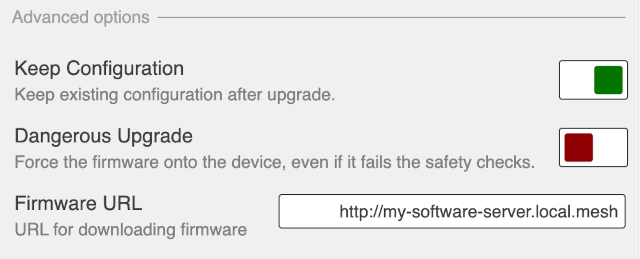 Advanced options
Keep Configuration
Keep existing configuration after upgrade.
Dangerous Upgrade
Force the firmware onto the device, even if it fails the safety checks.
Firmware URL
http://my-software-server.local.mesh
URL for downloading firmware